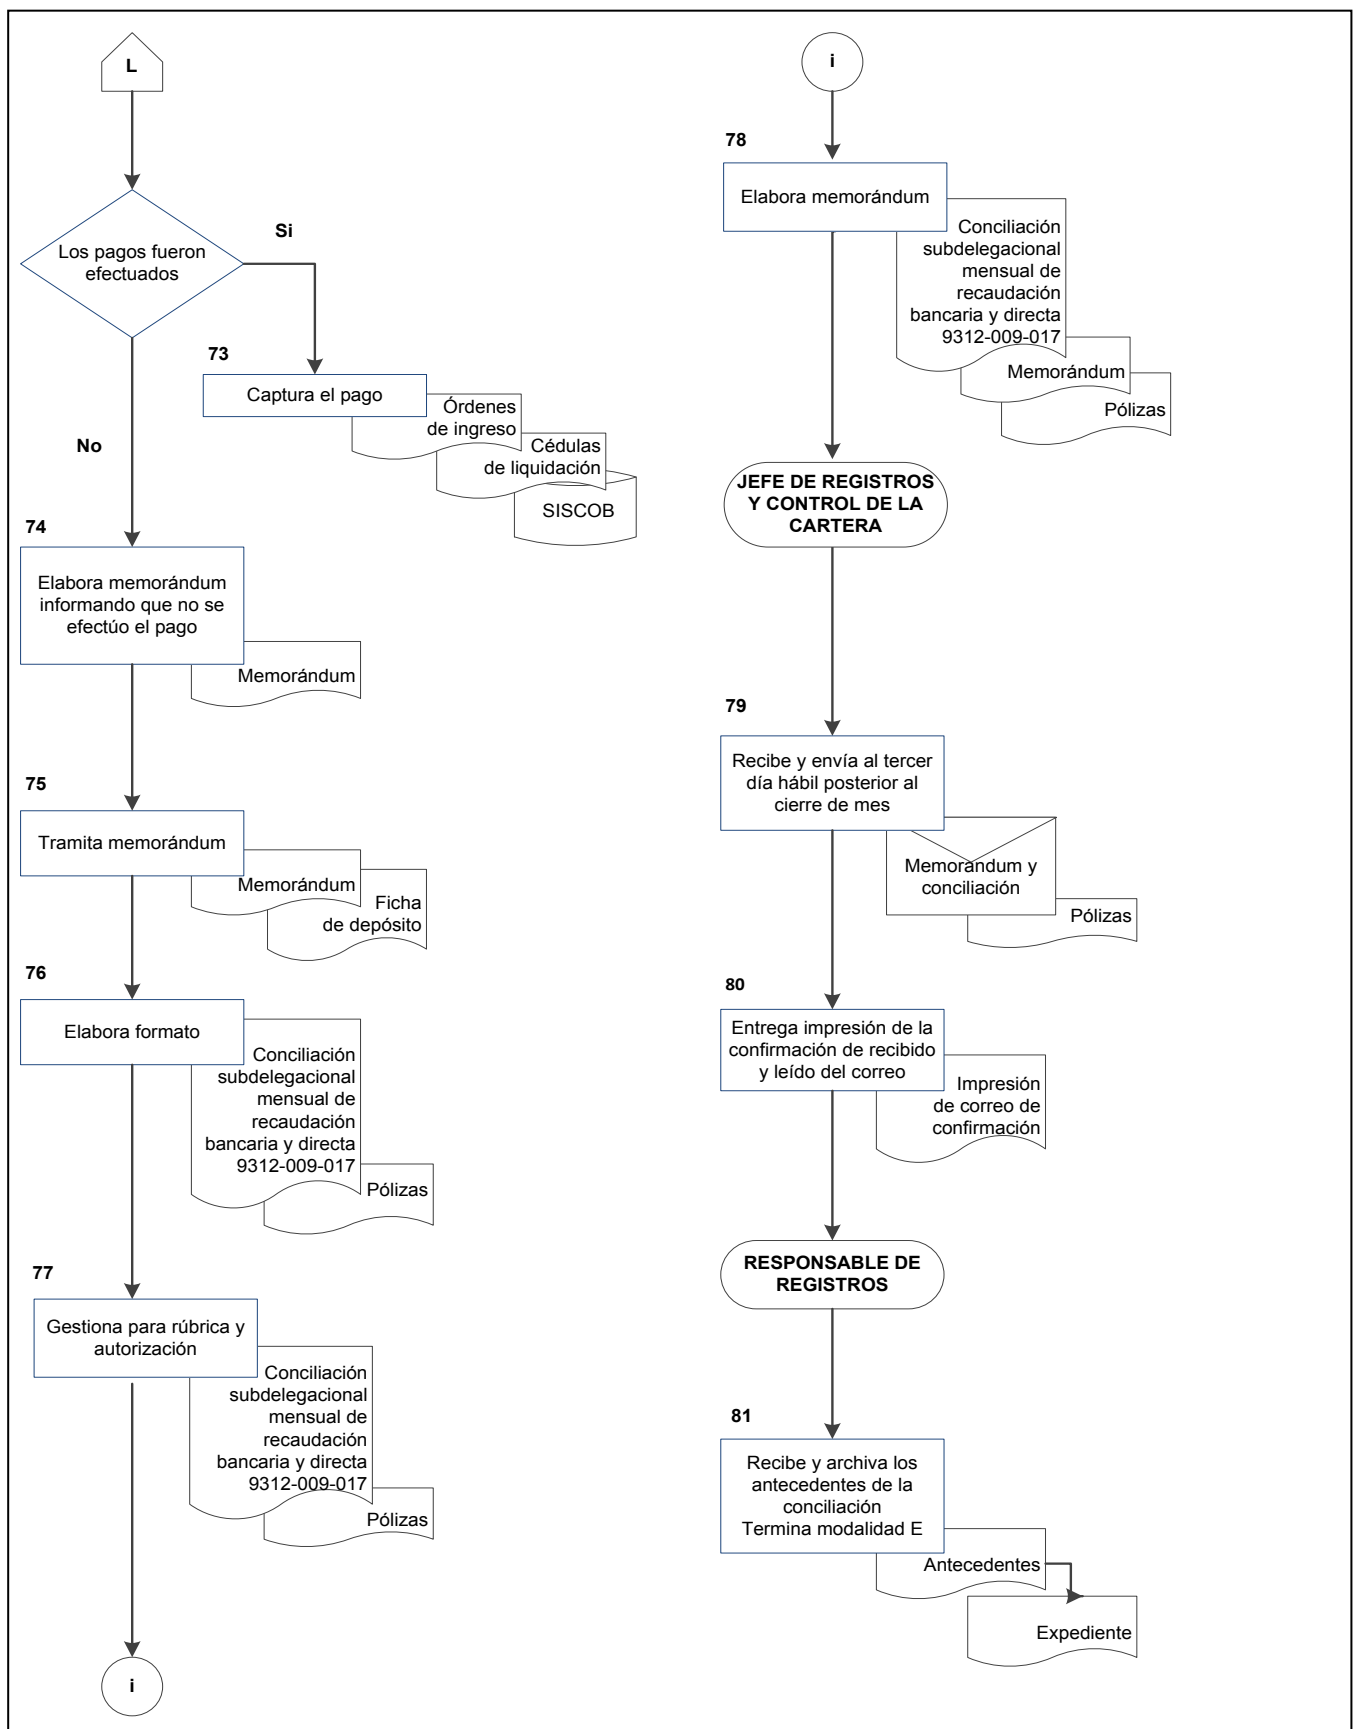 L
Los pagos fueron
efectuados
Si
73
Captura el pago
Órdenes
de ingreso
Cédulas
de liquidación
SISCOB
No
74
Elabora memorándum
informando que no se
efectúo el pago
Memorándum
75
Tramita memorándum
Memorándum
Ficha
de depósito
76
Elabora formato
Conciliación
subdelegacional
mensual de
recaudación
bancaria y directa
9312-009-017
Pólizas
77
Gestiona para rúbrica y
autorización
Conciliación
subdelegacional
mensual de
recaudación
bancaria y directa
9312-009-017
Pólizas
i
i
78
Elabora memorándum
Conciliación
subdelegacional
mensual de
recaudación
bancaria y directa
9312-009-017
Memorándum
Pólizas
JEFE DE REGISTROS
Y CONTROL DE LA
CARTERA
79
Recibe y envía al tercer
día hábil posterior al
cierre de mes
Memorándum y
conciliación
Pólizas
80
Entrega impresión de la
confirmación de recibido
y leído del correo
Impresión
de correo de
confirmación
RESPONSABLE DE
REGISTROS
81
Recibe y archiva los
antecedentes de la
conciliación
Termina modalidad E
Antecedentes
Expediente